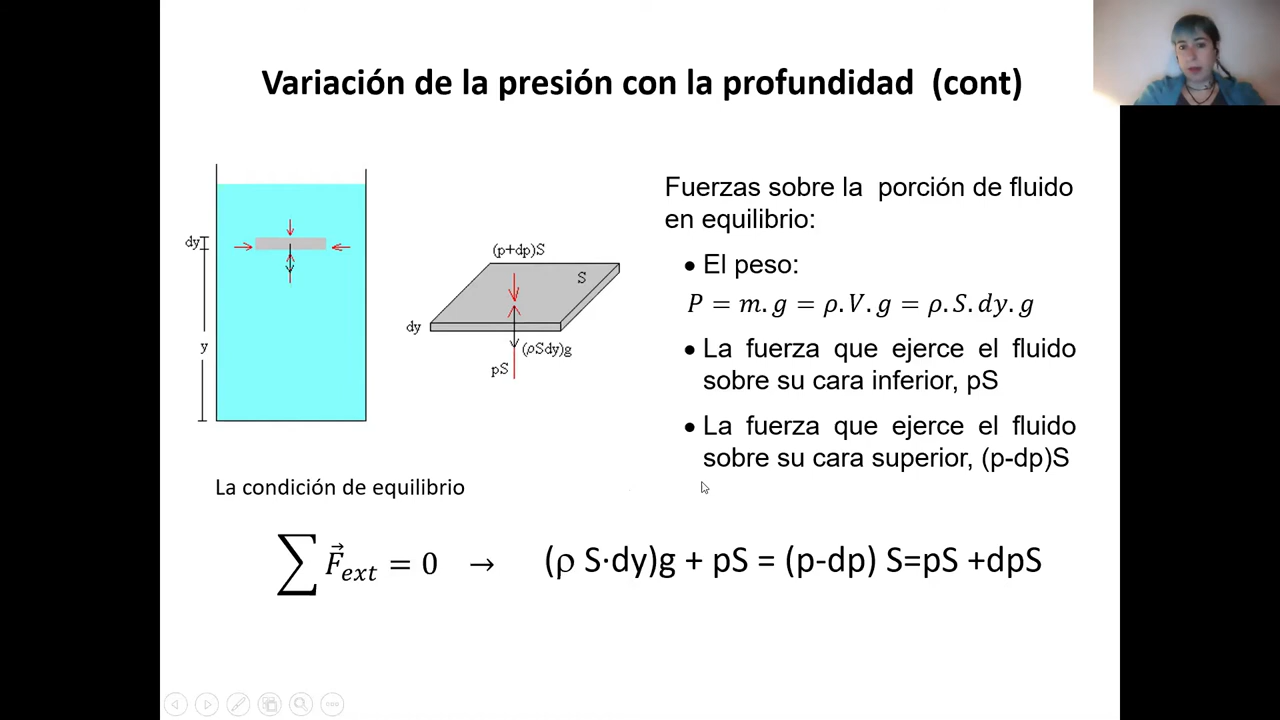 Variación de la presión con la profundidad (cont)
dy
y
(p+dp)S
S
dy
(ρSdy)g
pS
Fuerzas sobre la porción de fluido
en equilibrio:
• El peso:
P = m. g = ρ. V. g = ρ. S. dy. g
• La fuerza que ejerce el fluido
sobre su cara inferior, pS
• La fuerza que ejerce el fluido
sobre su cara superior, (p-dp)S
La condición de equilibrio
∑ F⃗ext = 0 → (ρ S·dy)g + pS = (p-dp) S=pS +dpS